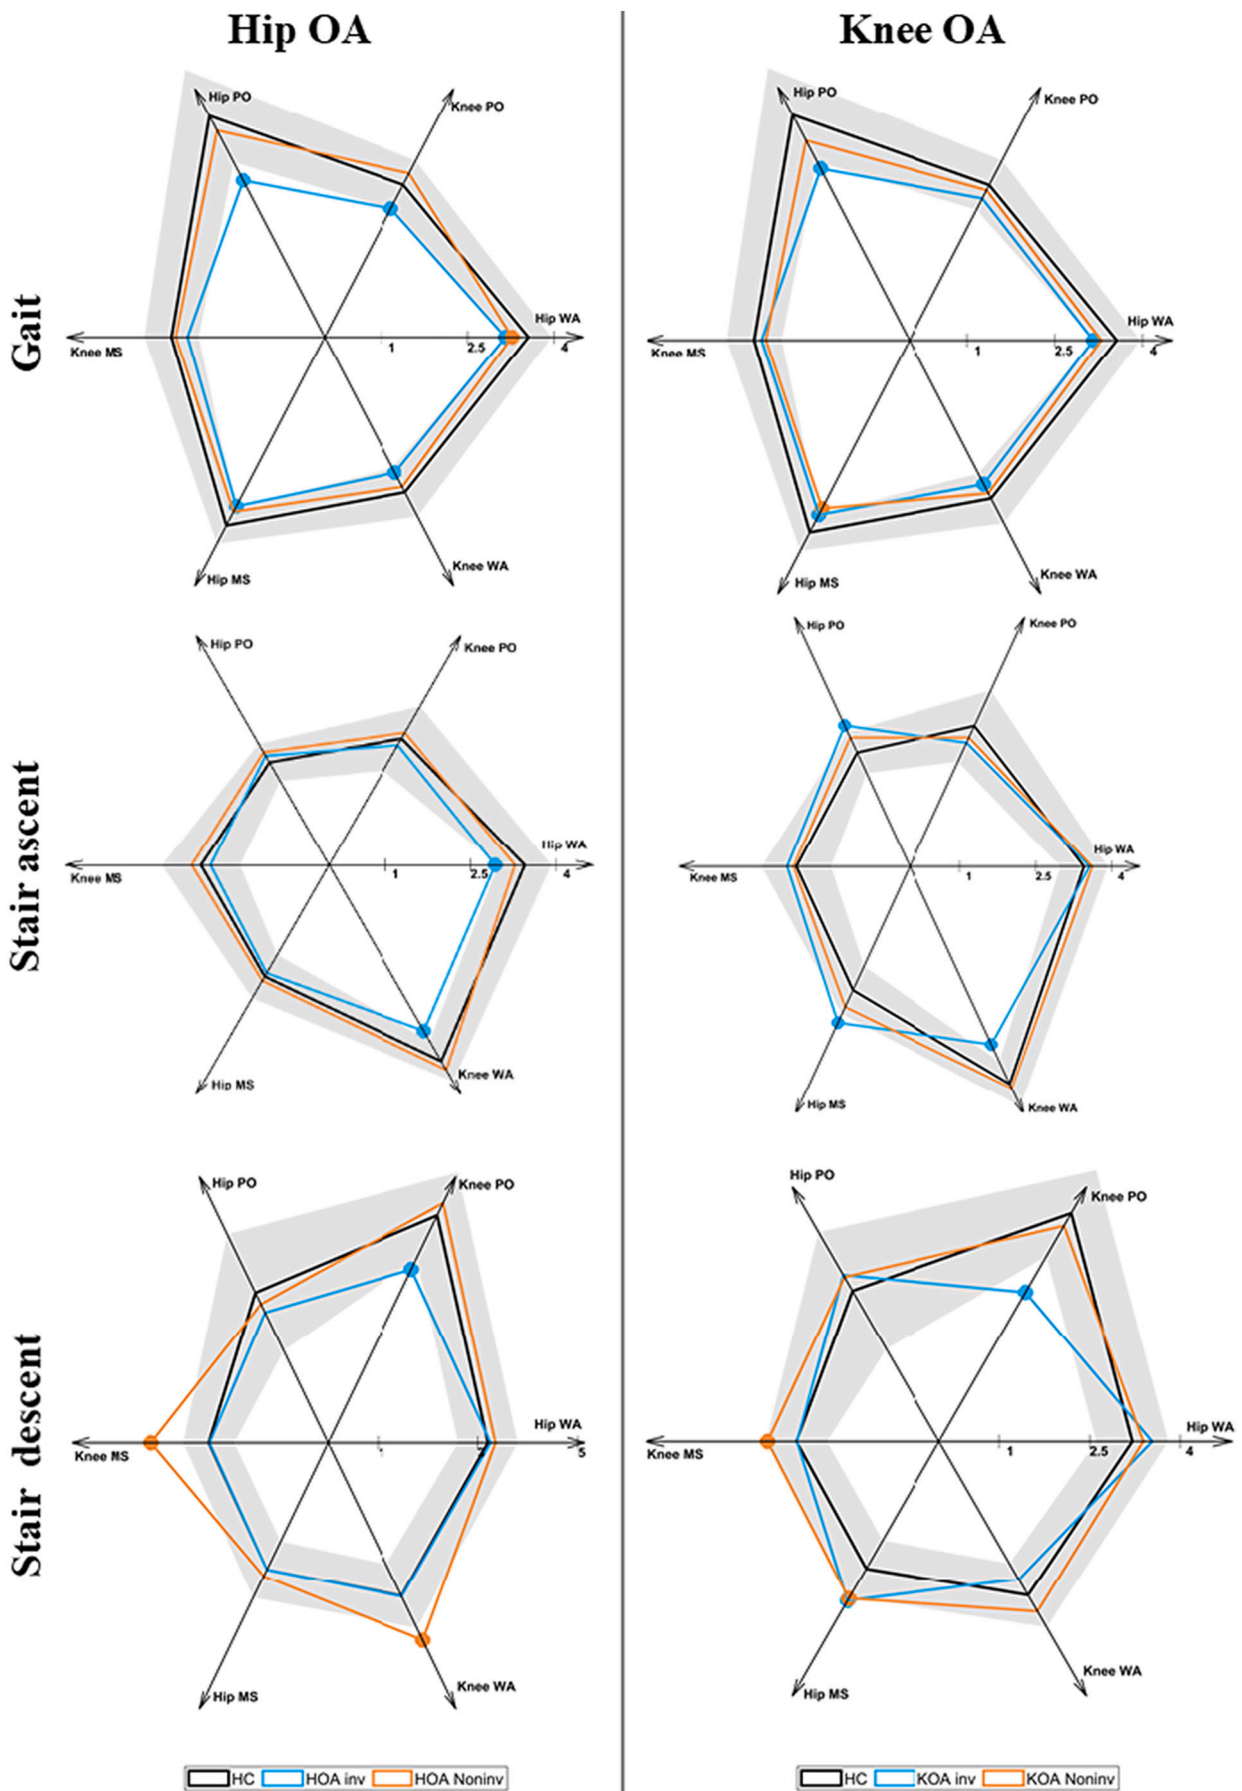 Hip OA
Knee OA
Gait
Hip PO
Knee PO
Hip WA
Knee MS
1
2.5
4
Hip MS
Knee WA
Hip PO
Knee PO
Hip WA
Knee MS
1
2.5
4
Hip MS
Knee WA
Stair ascent
Hip PO
Knee PO
Hip WA
Knee MS
1
2.5
4
Hip MS
Knee WA
Hip PO
Knee PO
Hip WA
Knee MS
1
2.5
4
Hip MS
Knee WA
Stair descent
Hip PO
Knee PO
Hip WA
Knee MS
1
5
Hip MS
Knee WA
Hip PO
Knee PO
Hip WA
Knee MS
1
2.5
4
Hip MS
Knee WA
HC HOA inv HOA Noninv
HC KOA inv KOA Noninv